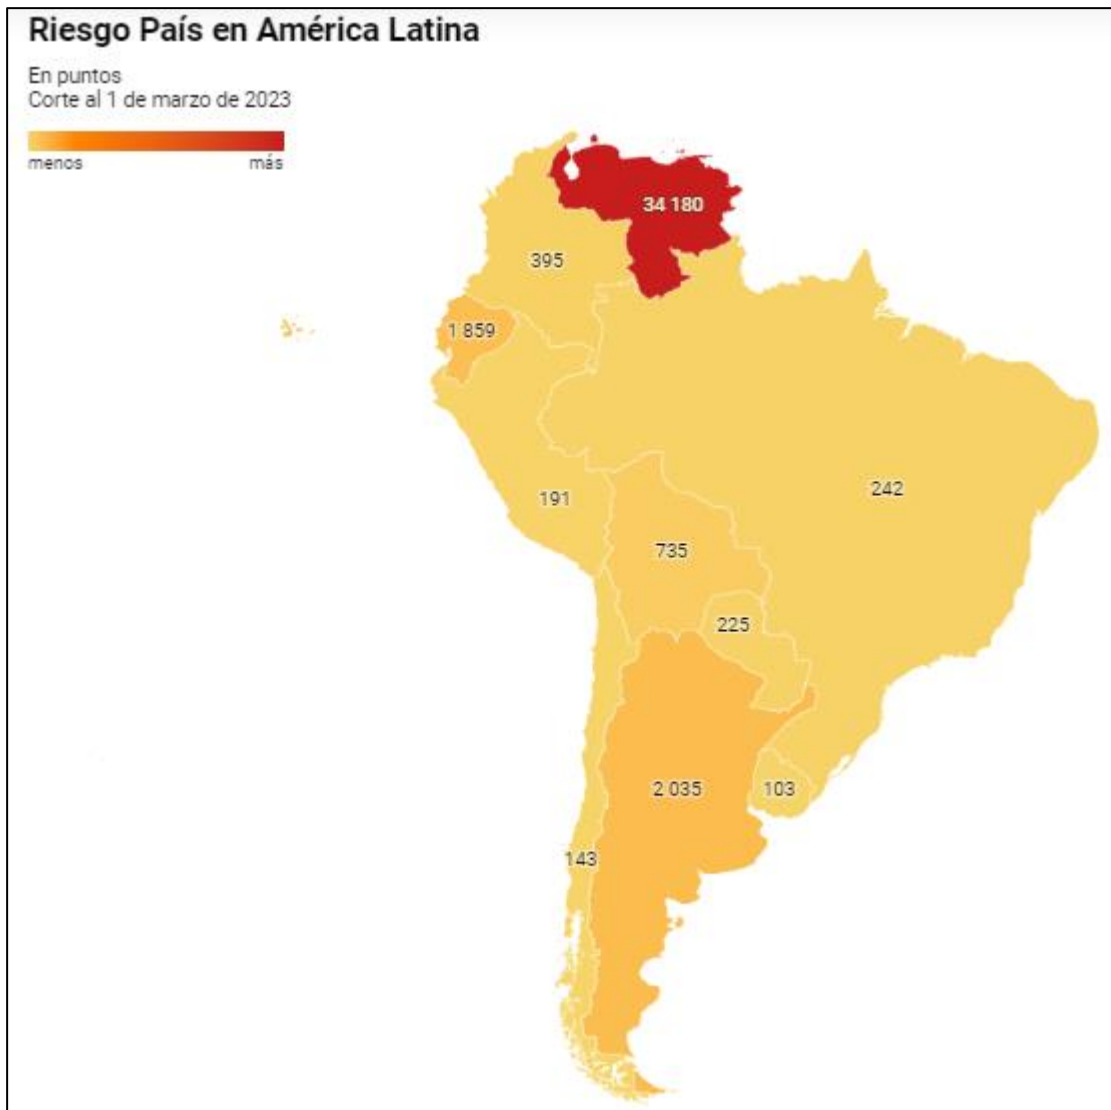 Riesgo País en América Latina
En puntos
Corte al 1 de marzo de 2023
menos más
34 180
395
1 859
191
242
735
225
2 035
103
143